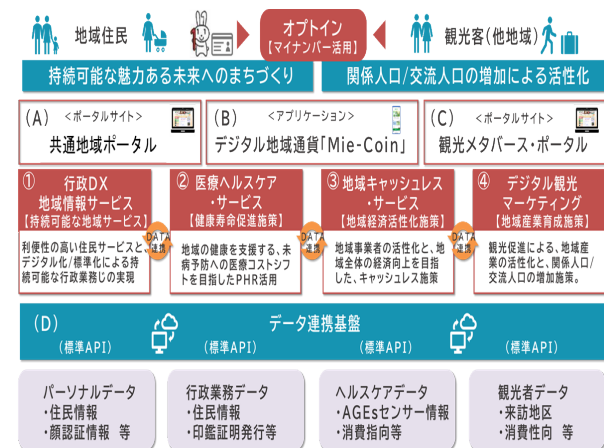 地域住民
オプトイン
【マイナンバー活用】
観光客(他地域)
持続可能な魅力ある未来へのまちづくり
関係人口/交流人口の増加による活性化
(A) <ポータルサイト>
共通地域ポータル
(B) <アプリケーション>
デジタル地域通貨「Mie-Coin」
(C) <ポータルサイト>
観光メタバース・ポータル
① 行政DX
地域情報サービス
【持続可能な地域サービス】
利便性の高い住民サービスと、
デジタル化/標準化による持
続可能な行政業務じの実現
DATA
連携
② 医療ヘルスケア
・サービス
【健康寿命促進施策】
地域の健康を支援する、未
病予防への医療コストシフ
トを目指したPHR活用
③ 地域キャッシュレス
・サービス
【地域経済活性化施策】
地域事業者の活性化と、地
域全体の経済向上を目指
した、キャッシュレス施策
DATA
連携
④ デジタル観光
マーケティング
【地域産業育成施策】
観光促進による、地域産
業の活性化と、関係人口/
交流人口の増加施策。
(D) データ連携基盤
(標準API) (標準API) (標準API) (標準API)
パーソナルデータ
・住民情報
・顔認証情報 等
行政業務データ
・住民情報
・印鑑証明発行等
ヘルスケアデータ
・AGEsセンサー情報
・消費指向等
観光者データ
・来訪地区
・消費性向 等